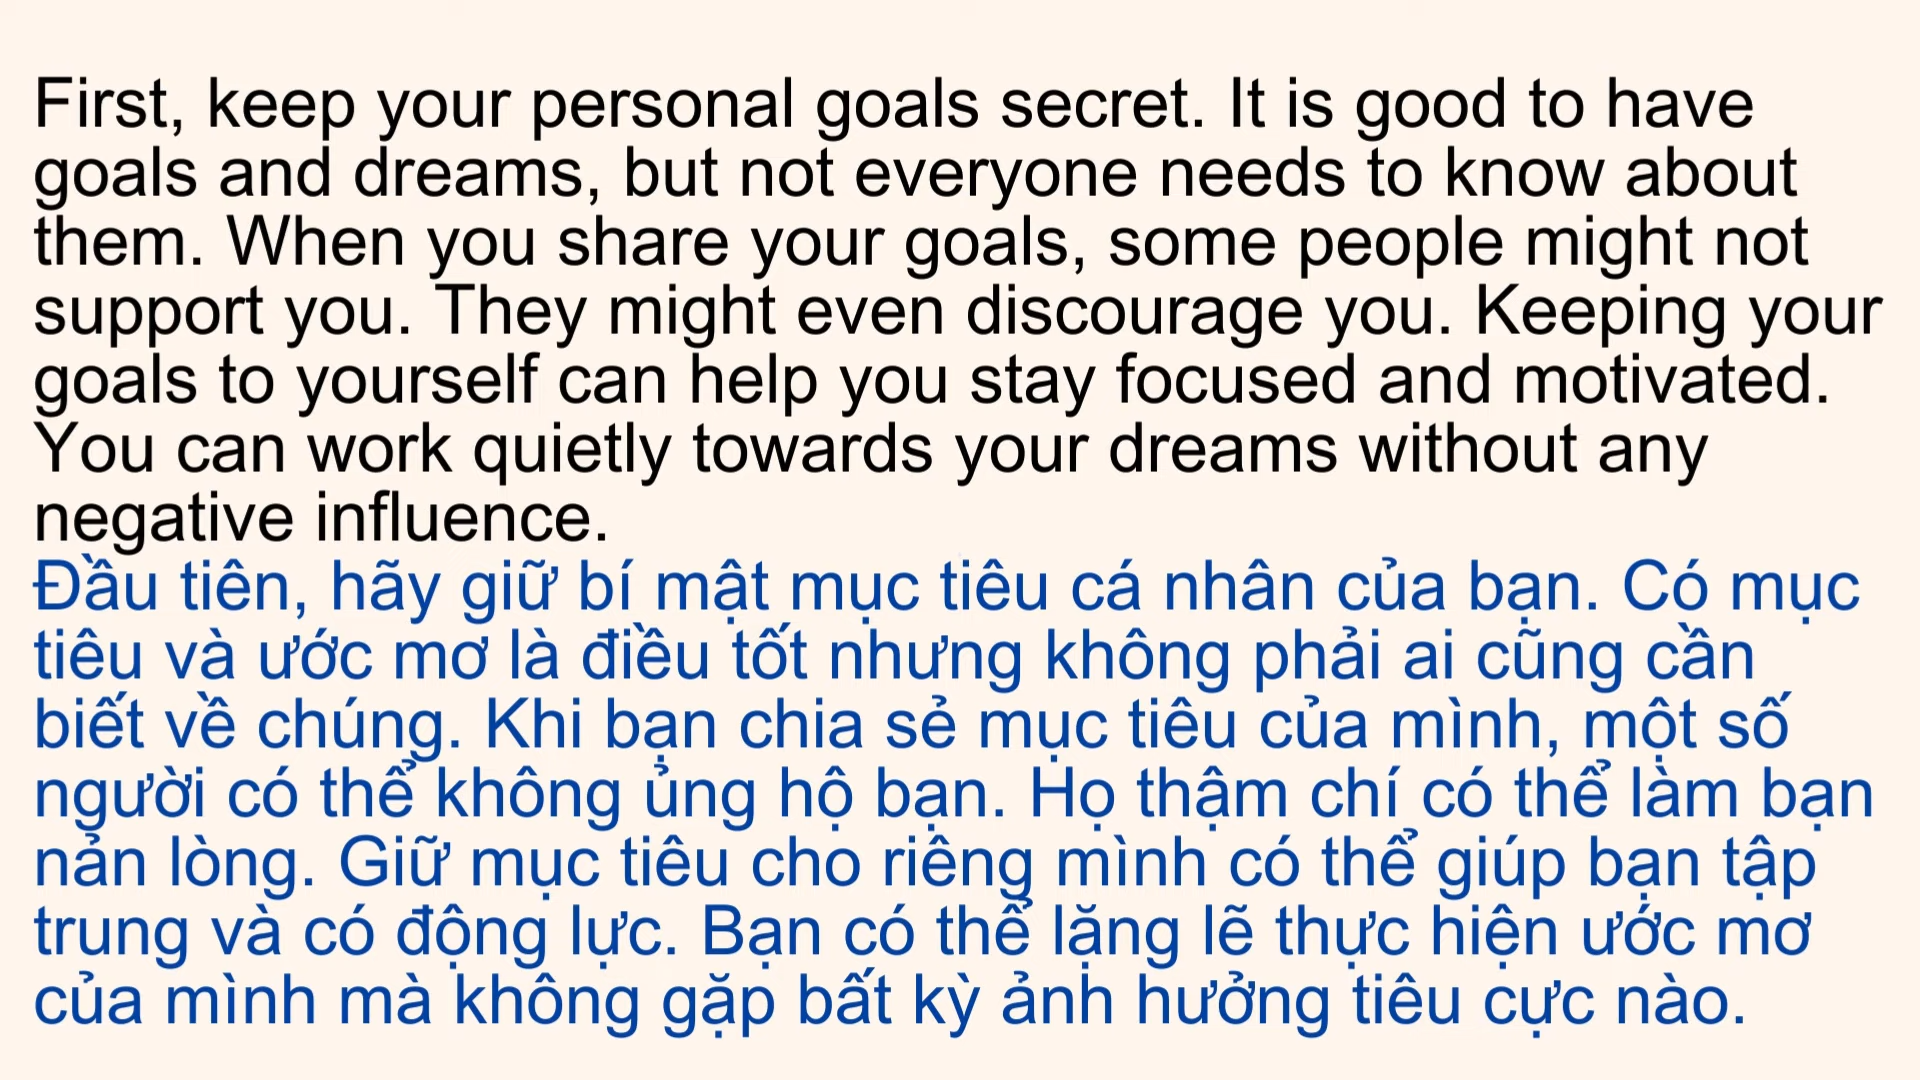 First, keep your personal goals secret. It is good to have
goals and dreams, but not everyone needs to know about
them. When you share your goals, some people might not
support you. They might even discourage you. Keeping your
goals to yourself can help you stay focused and motivated.
You can work quietly towards your dreams without any
negative influence.
Đầu tiên, hãy giữ bí mật mục tiêu cá nhân của bạn. Có mục
tiêu và ước mơ là điều tốt nhưng không phải ai cũng cần
biết về chúng. Khi bạn chia sẻ mục tiêu của mình, một số
người có thể không ủng hộ bạn. Họ thậm chí có thể làm bạn
nản lòng. Giữ mục tiêu cho riêng mình có thể giúp bạn tập
trung và có động lực. Bạn có thể lặng lẽ thực hiện ước mơ
của mình mà không gặp bất kỳ ảnh hưởng tiêu cực nào.